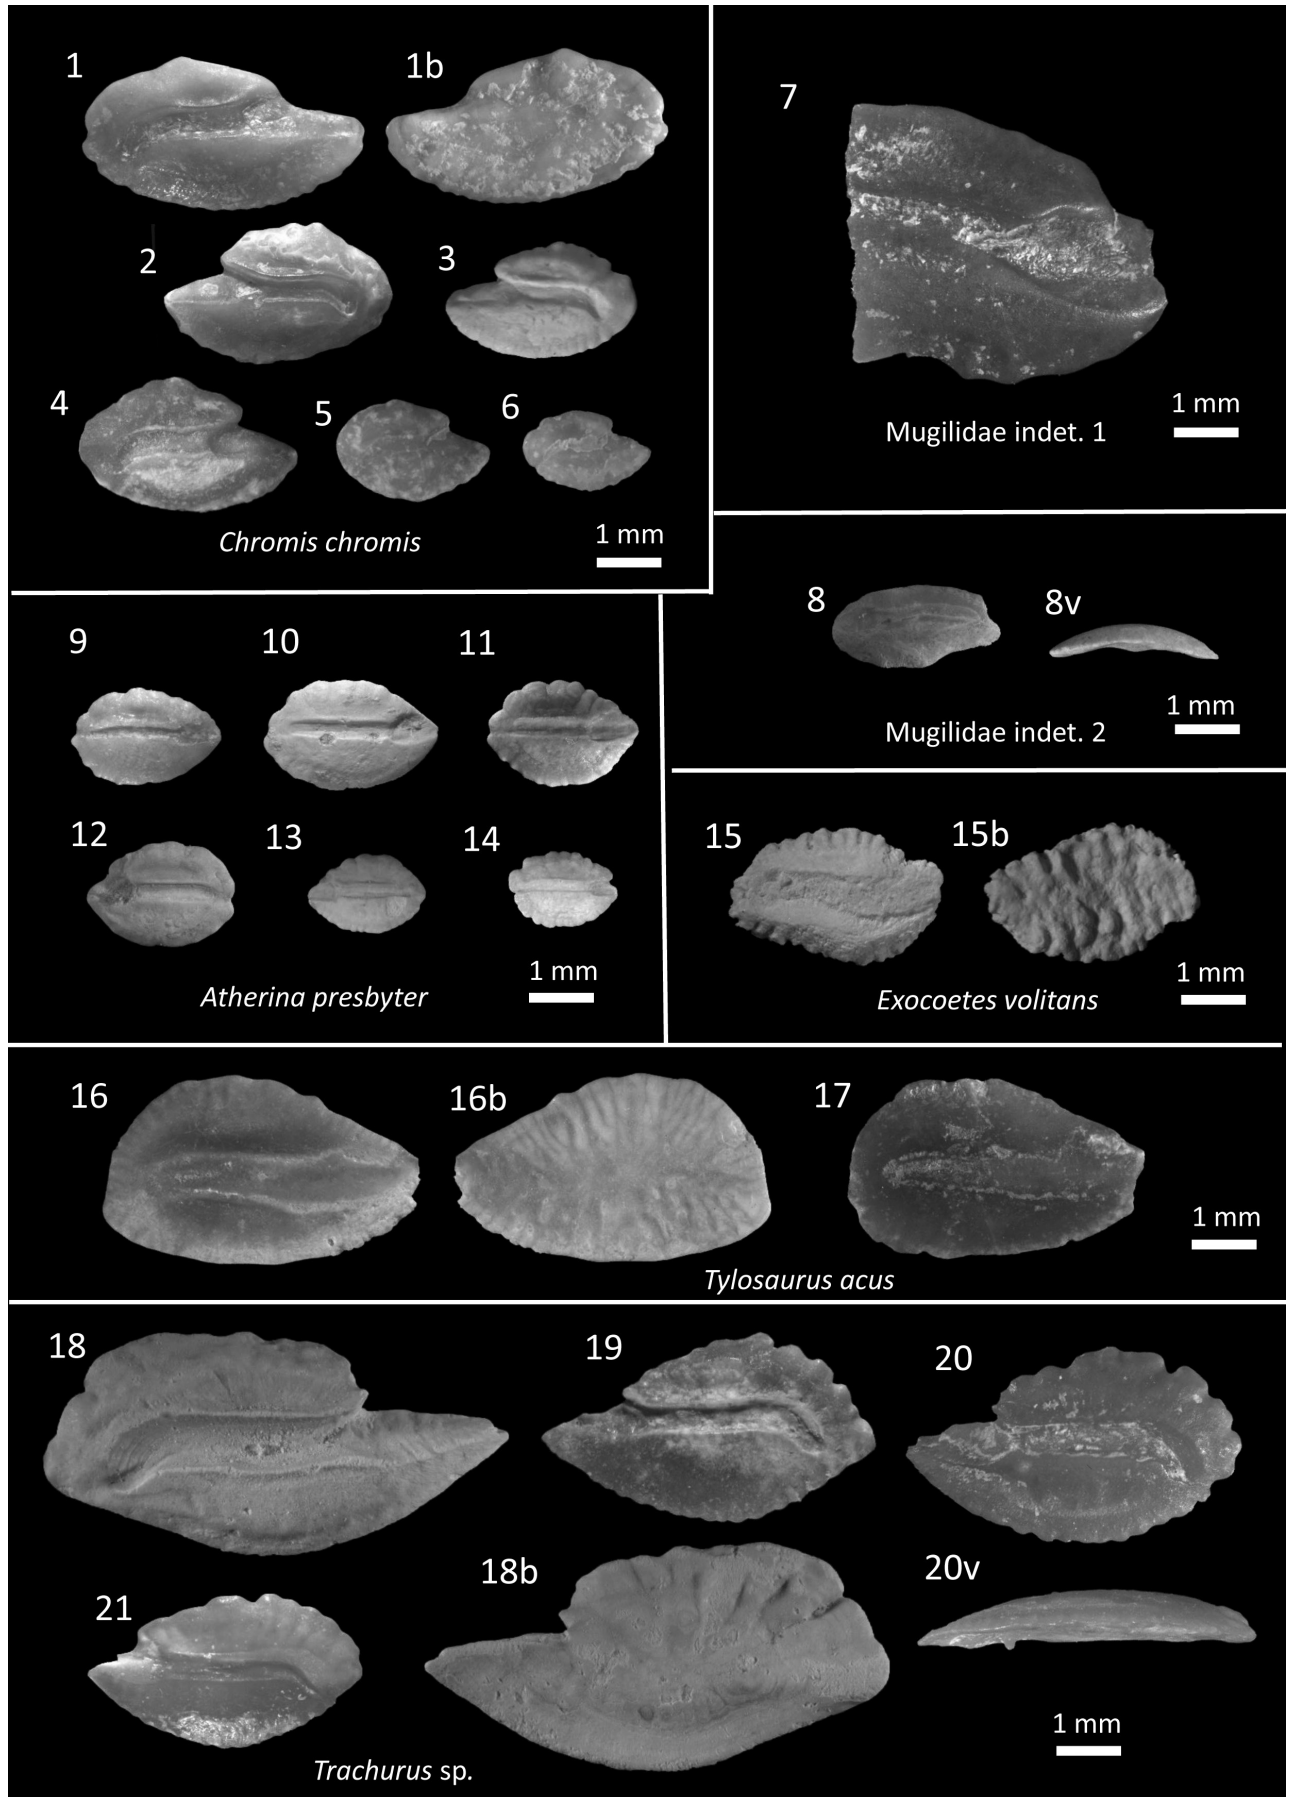 1
1b
2
3
4
5
6
Chromis chromis
1 mm
7
1 mm
Mugilidae indet. 1
8
8v
1 mm
Mugilidae indet. 2
9
10
11
12
13
14
1 mm
Atherina presbyter
15
15b
1 mm
Exocoetes volitans
16
16b
17
1 mm
Tylosaurus acus
18
19
20
18b
20v
21
1 mm
Trachurus sp.